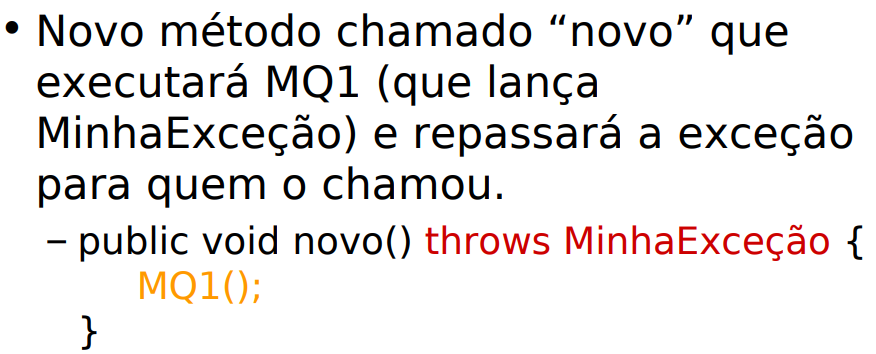 • Novo método chamado “novo” que
executará MQ1 (que lança
MinhaExceção) e repassará a exceção
para quem o chamou.
– public void novo() throws MinhaExceção {
MQ1();
}